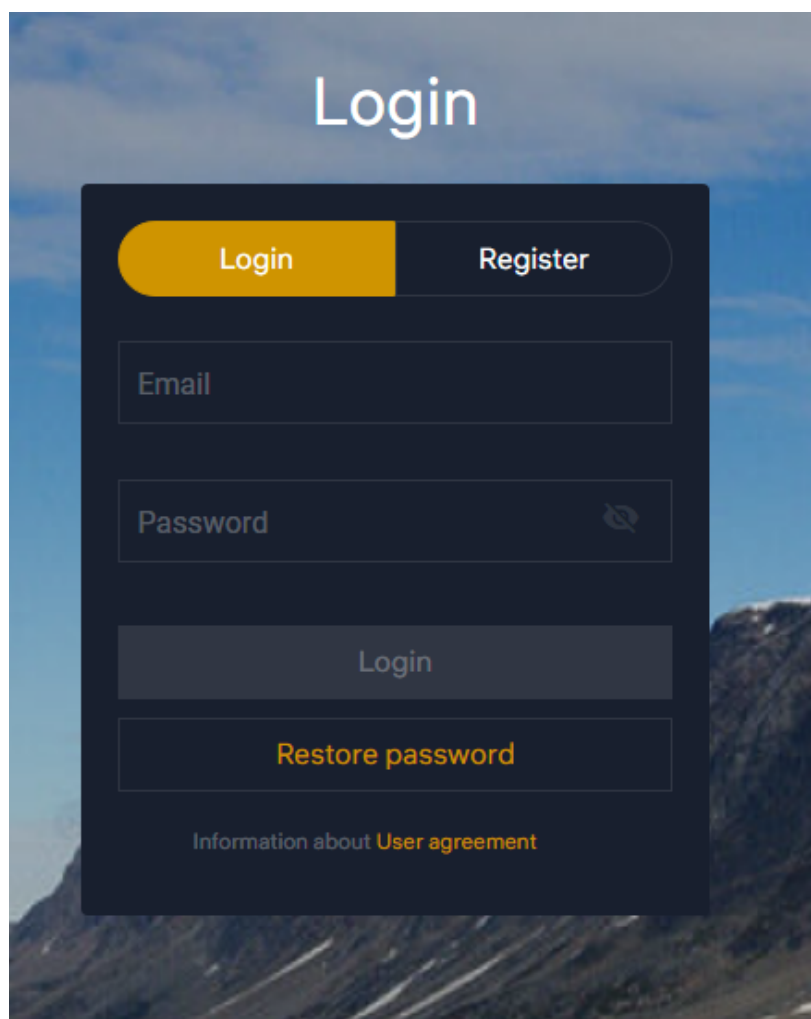 Login
Login Register
Email
Password
Login
Restore password
Information about User agreement